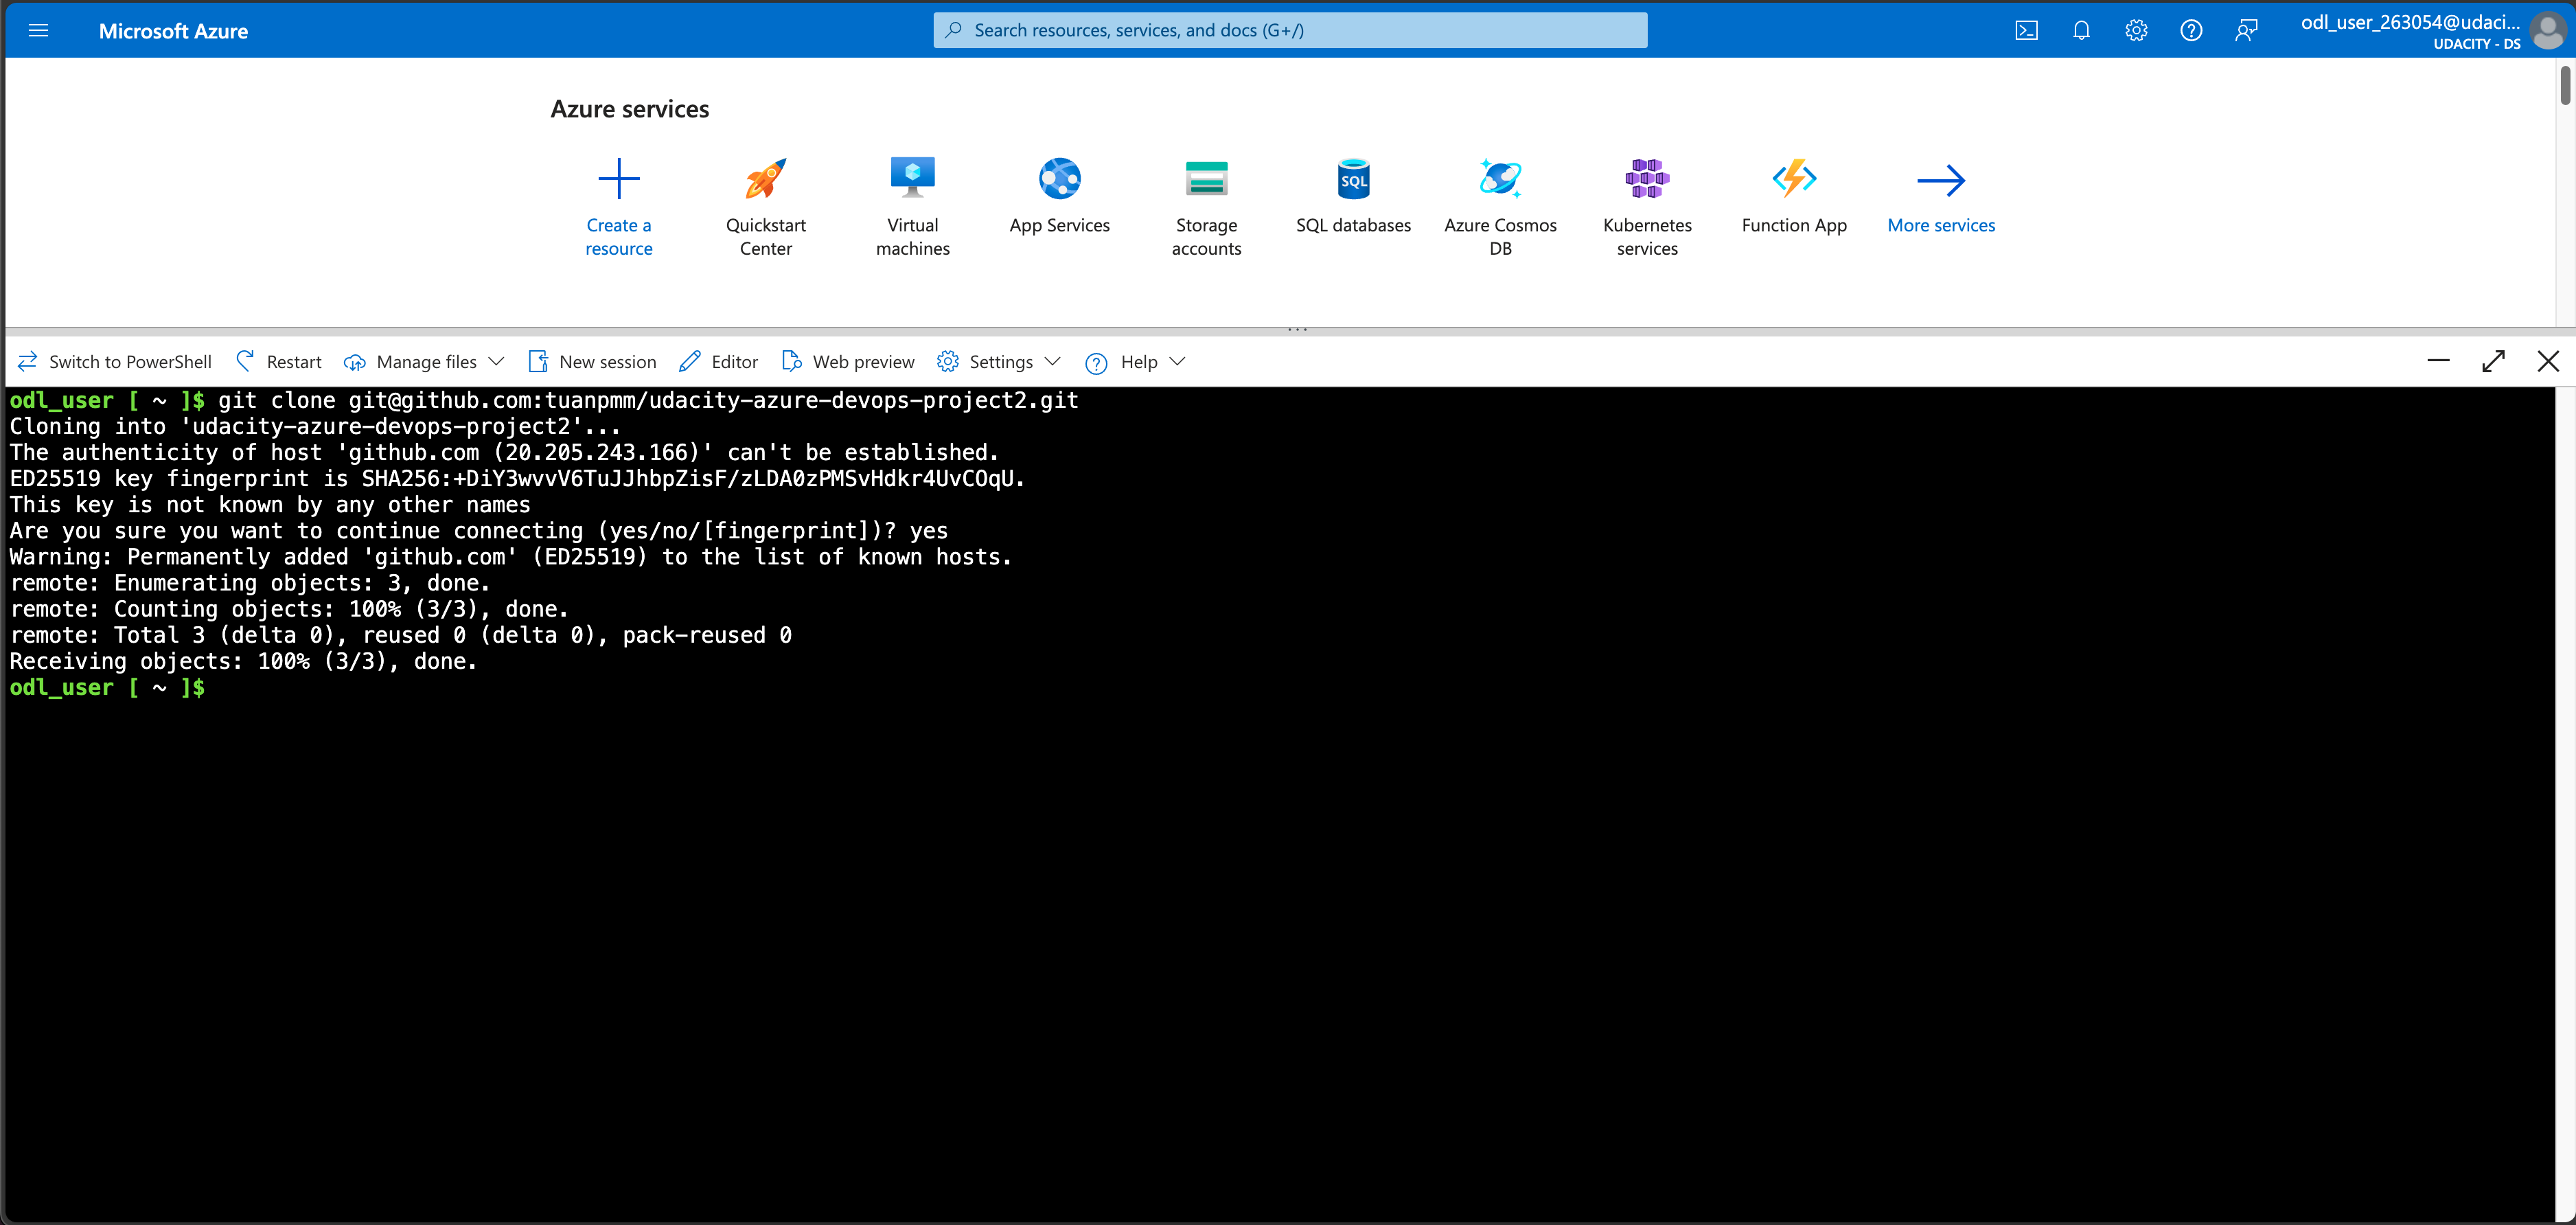 Microsoft Azure
Search resources, services, and docs (G+/)
odl_user_263054@udaci...
UDACITY - DS
Azure services
Create a resource
Quickstart Center
Virtual machines
App Services
Storage accounts
SQL
SQL databases
Azure Cosmos DB
Kubernetes services
Function App
More services
Switch to PowerShell
Restart
Manage files
New session
Editor
Web preview
Settings
Help
odl_user [ ~ ]$ git clone git@github.com:tuanpmm/udacity-azure-devops-project2.git
Cloning into 'udacity-azure-devops-project2'...
The authenticity of host 'github.com (20.205.243.166)' can't be established.
ED25519 key fingerprint is SHA256:+DiY3wvvV6TuJJhbpZisF/zLDA0zPMSvHdkr4UvCOqU.
This key is not known by any other names
Are you sure you want to continue connecting (yes/no/[fingerprint])? yes
Warning: Permanently added 'github.com' (ED25519) to the list of known hosts.
remote: Enumerating objects: 3, done.
remote: Counting objects: 100% (3/3), done.
remote: Total 3 (delta 0), reused 0 (delta 0), pack-reused 0
Receiving objects: 100% (3/3), done.
odl_user [ ~ ]$